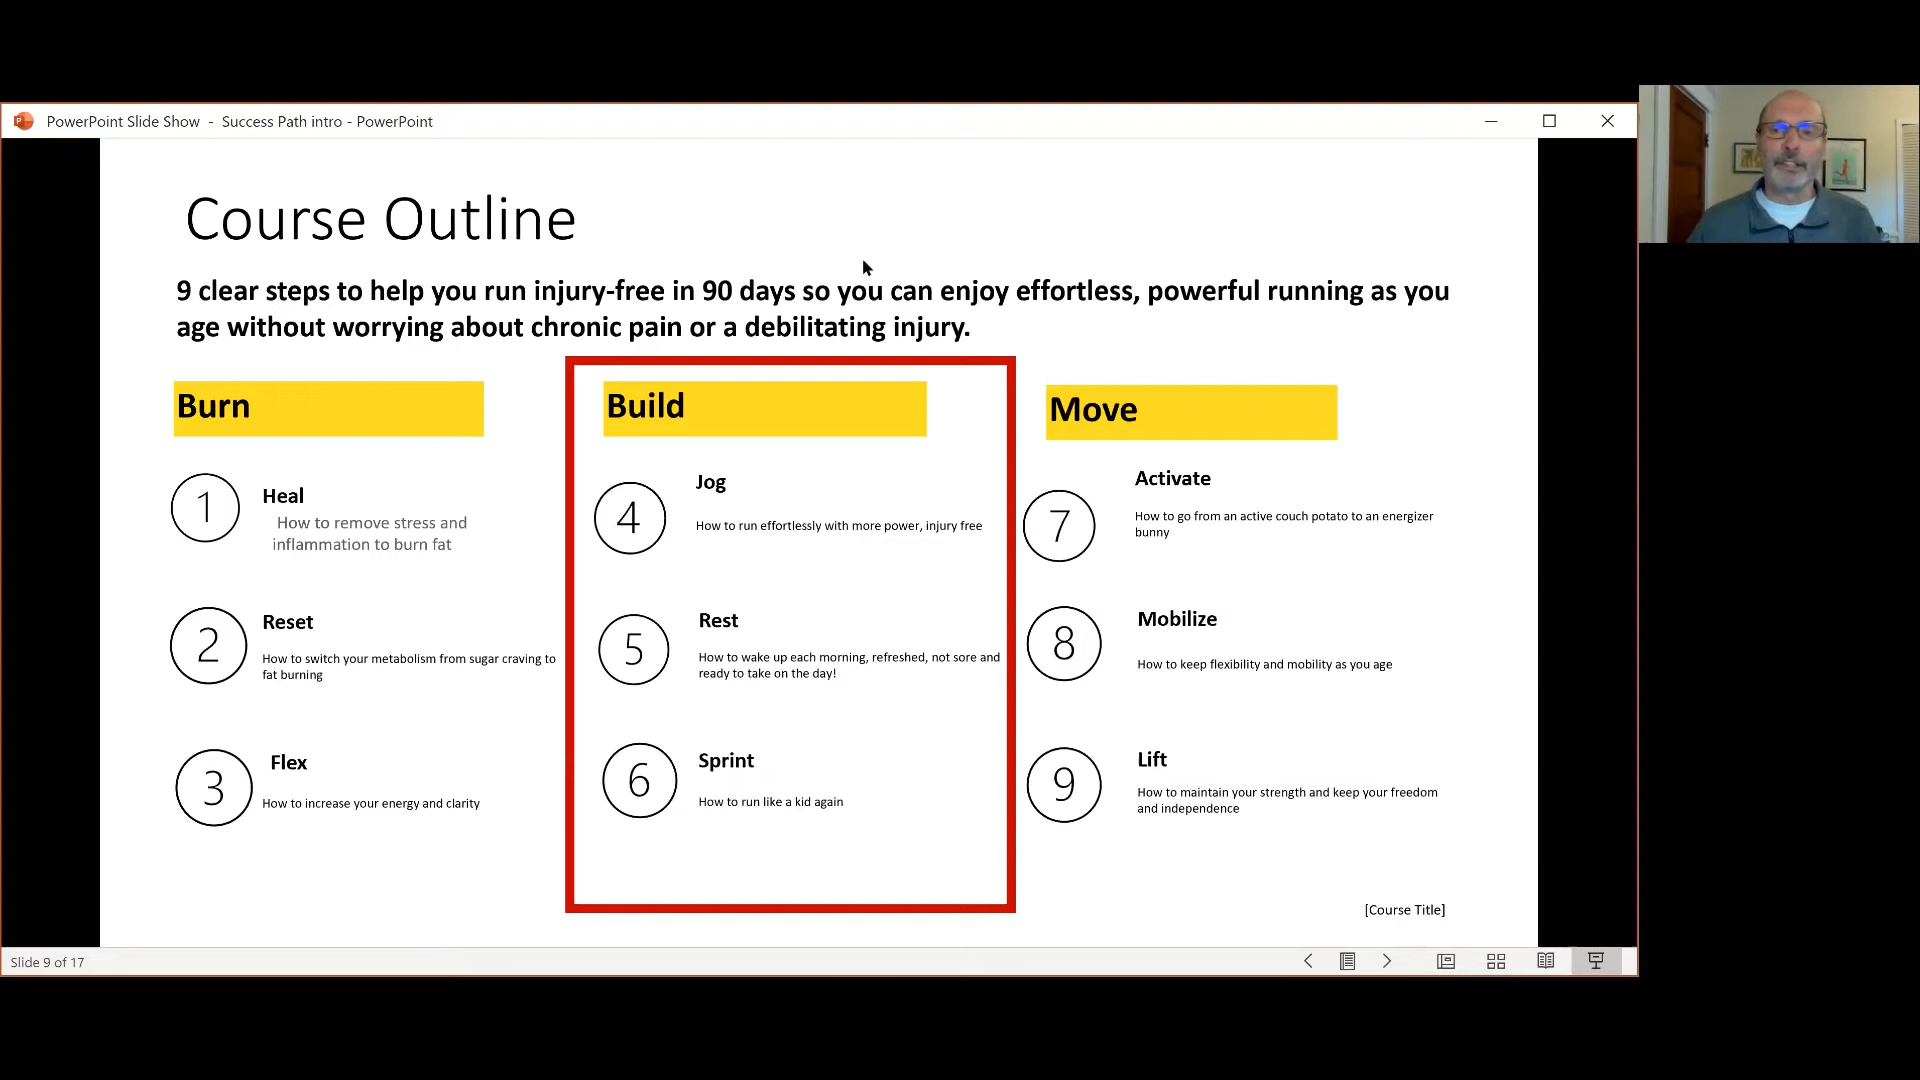 PowerPoint Slide Show - Success Path intro - PowerPoint
Course Outline
9 clear steps to help you run injury-free in 90 days so you can enjoy effortless, powerful running as you
age without worrying about chronic pain or a debilitating injury.
Burn
1
Heal
How to remove stress and
inflammation to burn fat
2
Reset
How to switch your metabolism from sugar craving to
fat burning
3
Flex
How to increase your energy and clarity
Build
4
Jog
How to run effortlessly with more power, injury free
5
Rest
How to wake up each morning, refreshed, not sore and
ready to take on the day!
6
Sprint
How to run like a kid again
Move
7
Activate
How to go from an active couch potato to an energizer
bunny
8
Mobilize
How to keep flexibility and mobility as you age
9
Lift
How to maintain your strength and keep your freedom
and independence
[Course Title]
Slide 9 of 17